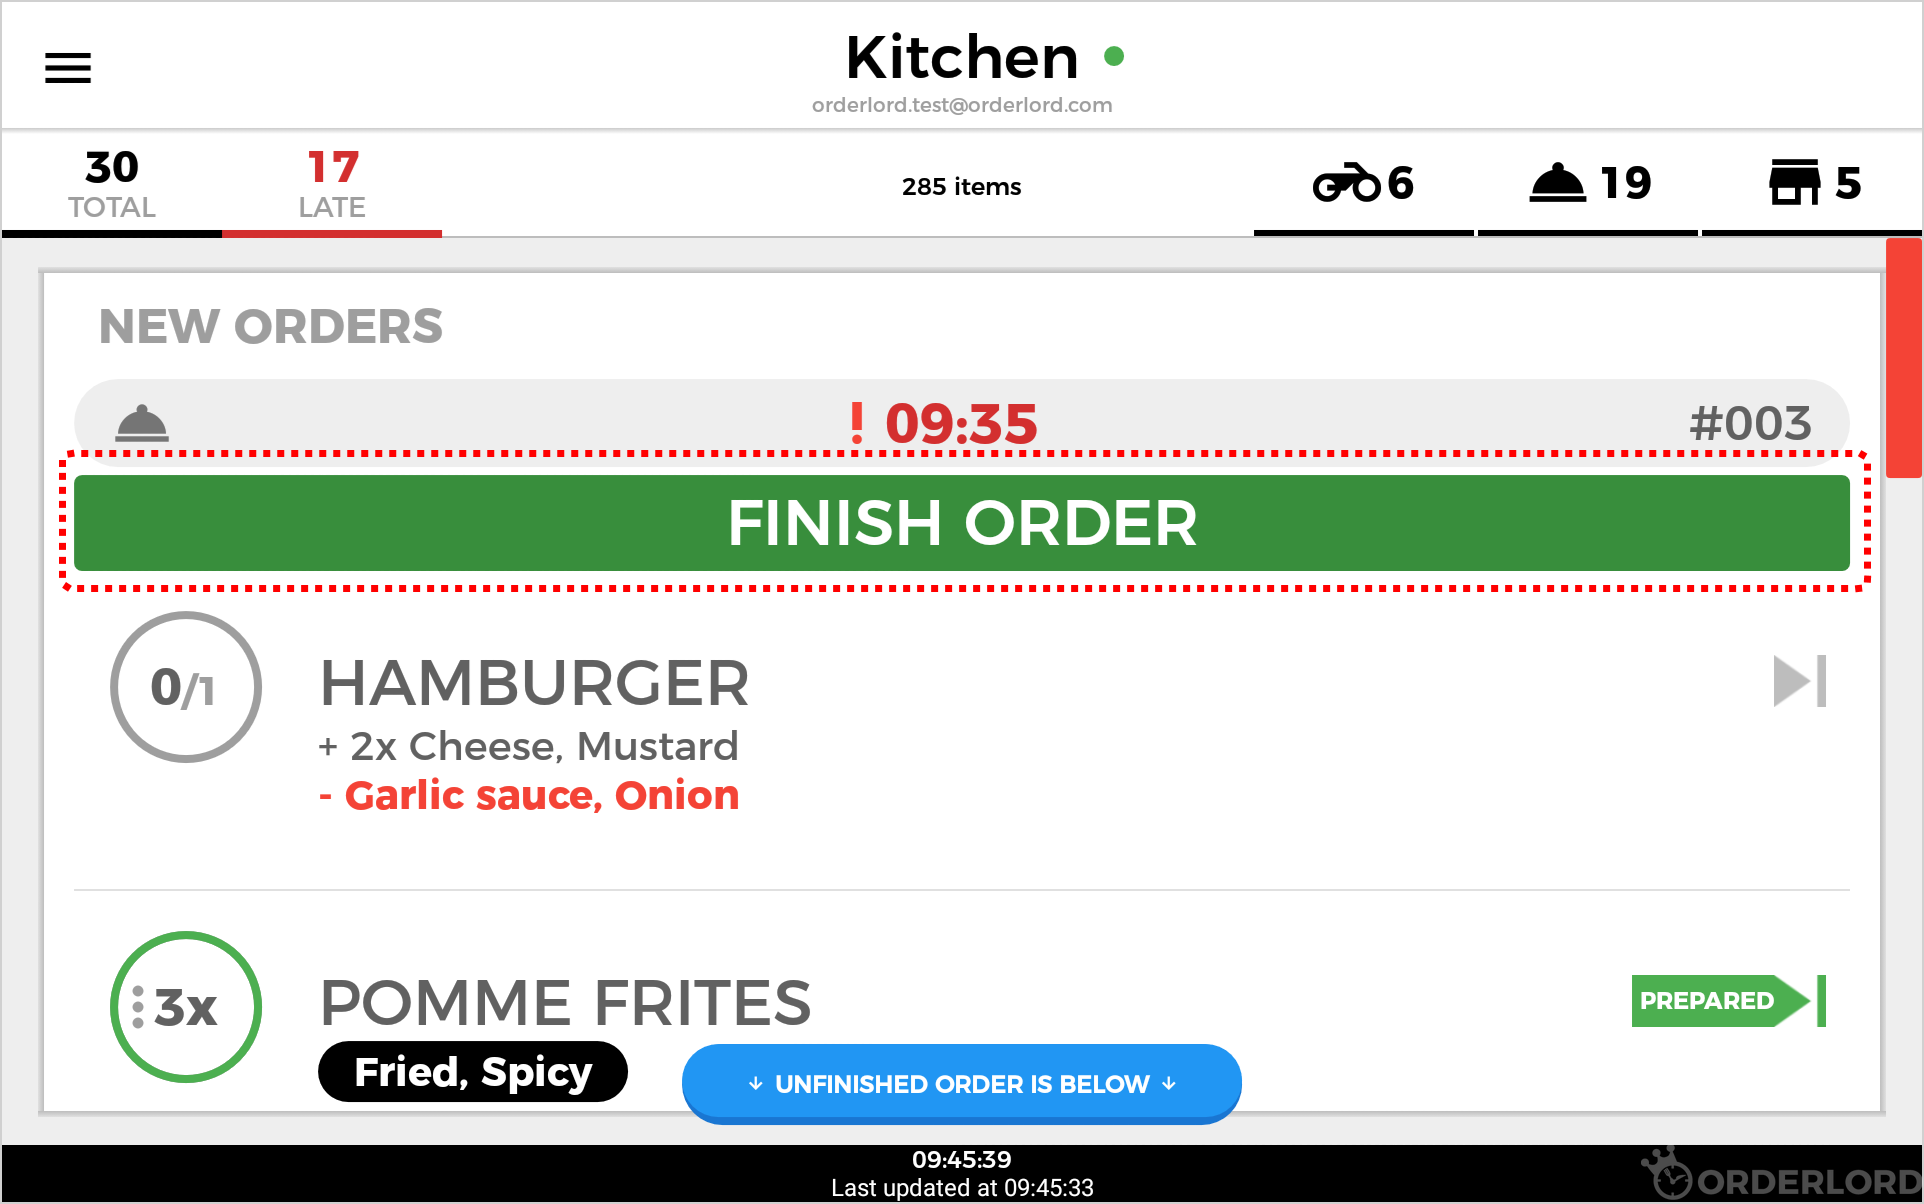 Kitchen
orderlord.test@orderlord.com
30
TOTAL
17
LATE
285 items
6
19
5
NEW ORDERS
! 09:35
#003
FINISH ORDER
0/1
HAMBURGER
+ 2x Cheese, Mustard
- Garlic sauce, Onion
3x
POMME FRITES
PREPARED
Fried, Spicy
↓ UNFINISHED ORDER IS BELOW ↓
09:45:39
Last updated at 09:45:33
ORDERLORD